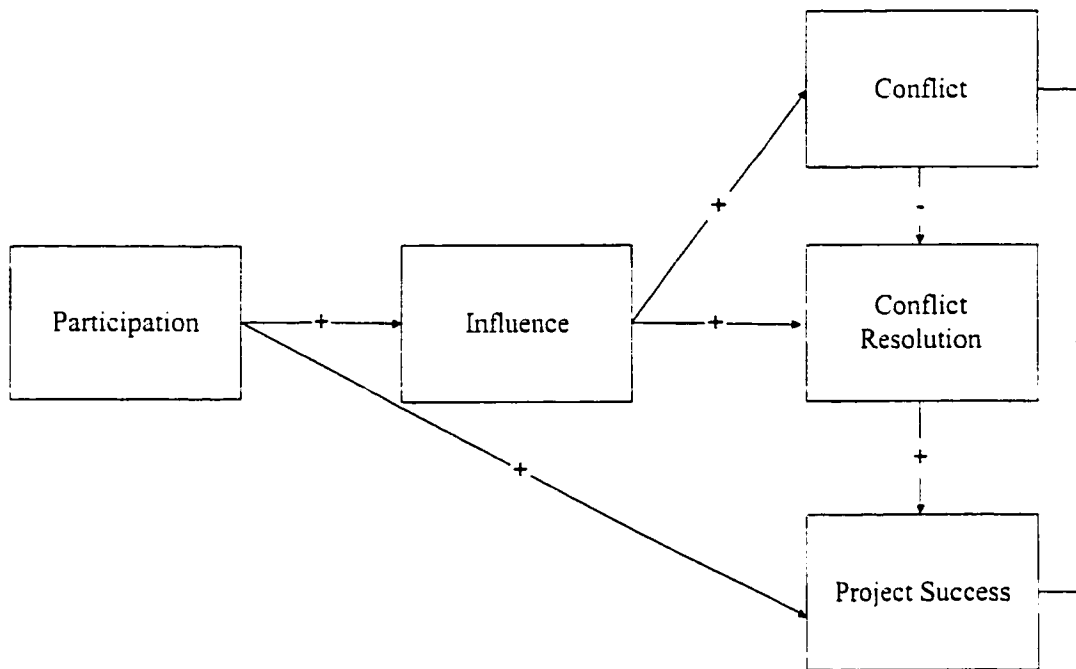 Conflict
+
-
Participation
+
Influence
+
Conflict
Resolution
+
+
Project Success